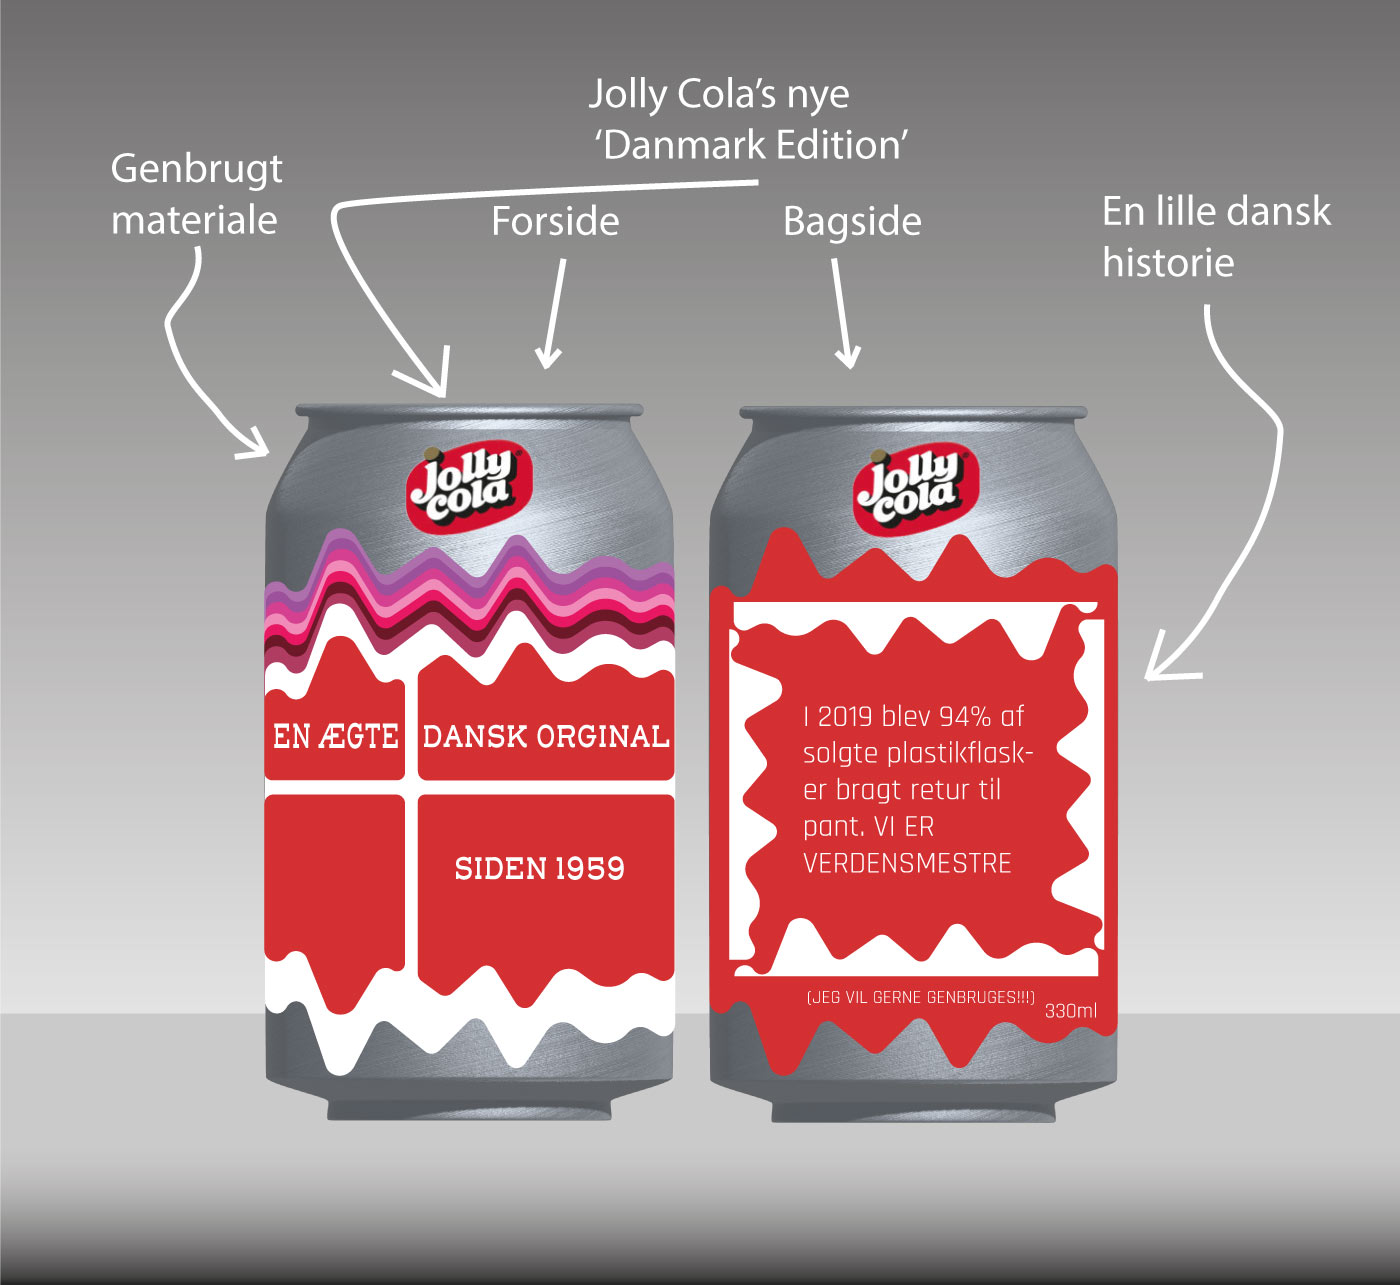 Jolly Cola's nye
'Danmark Edition'
Genbrugt
materiale
Forside
Bagside
En lille dansk
historie
Jolly
cola
EN ÆGTE
DANSK ORGINAL
SIDEN 1959
Jolly
cola
I 2019 blev 94% af
solgte plastikflask-
er bragt retur til
pant. VI ER
VERDENSMESTRE
(JEG VIL GERNE GENBRUGES!!!)
330ml